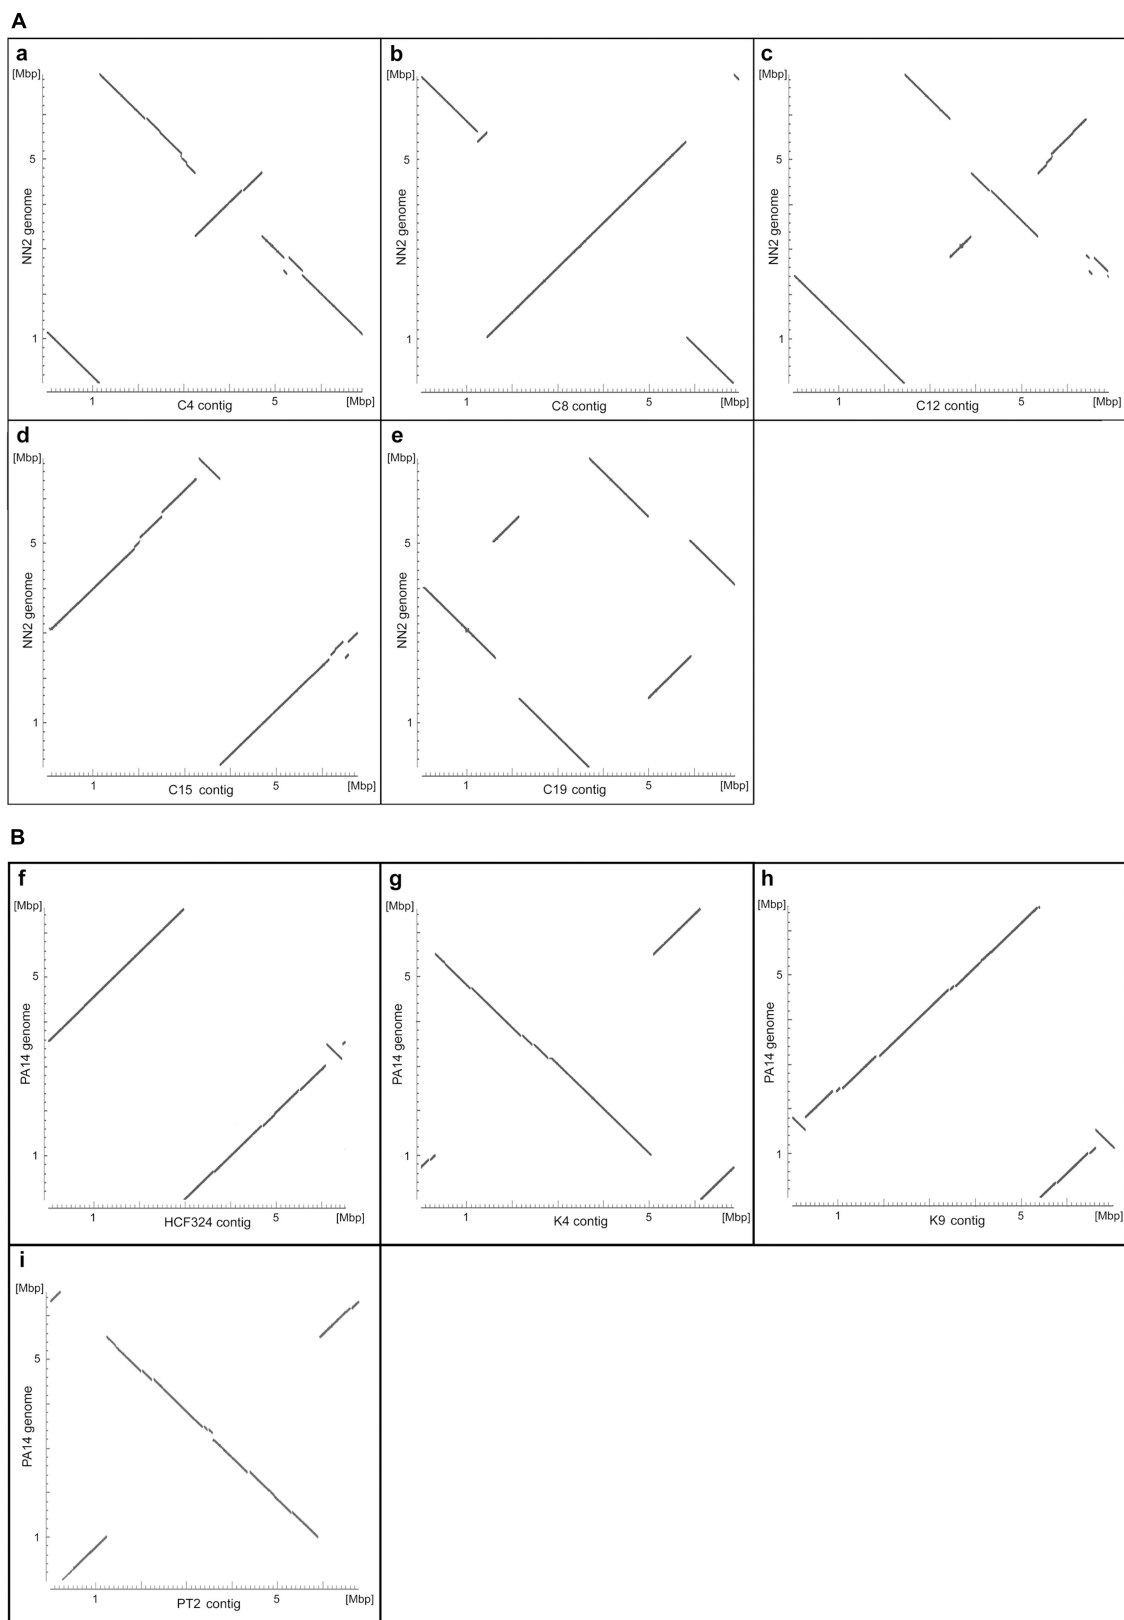 A
a
[Mbp]
5
NN2 genome
1
1
5
[Mbp]
C4 contig
b
[Mbp]
5
NN2 genome
1
1
5
[Mbp]
C8 contig
c
[Mbp]
5
NN2 genome
1
1
5
[Mbp]
C12 contig
d
[Mbp]
5
NN2 genome
1
1
5
[Mbp]
C15 contig
e
[Mbp]
5
NN2 genome
1
1
5
[Mbp]
C19 contig
B
f
[Mbp]
5
PA14 genome
1
1
5
[Mbp]
HCF324 contig
g
[Mbp]
5
PA14 genome
1
1
5
[Mbp]
K4 contig
h
[Mbp]
5
PA14 genome
1
1
5
[Mbp]
K9 contig
i
[Mbp]
5
PA14 genome
1
1
5
[Mbp]
PT2 contig